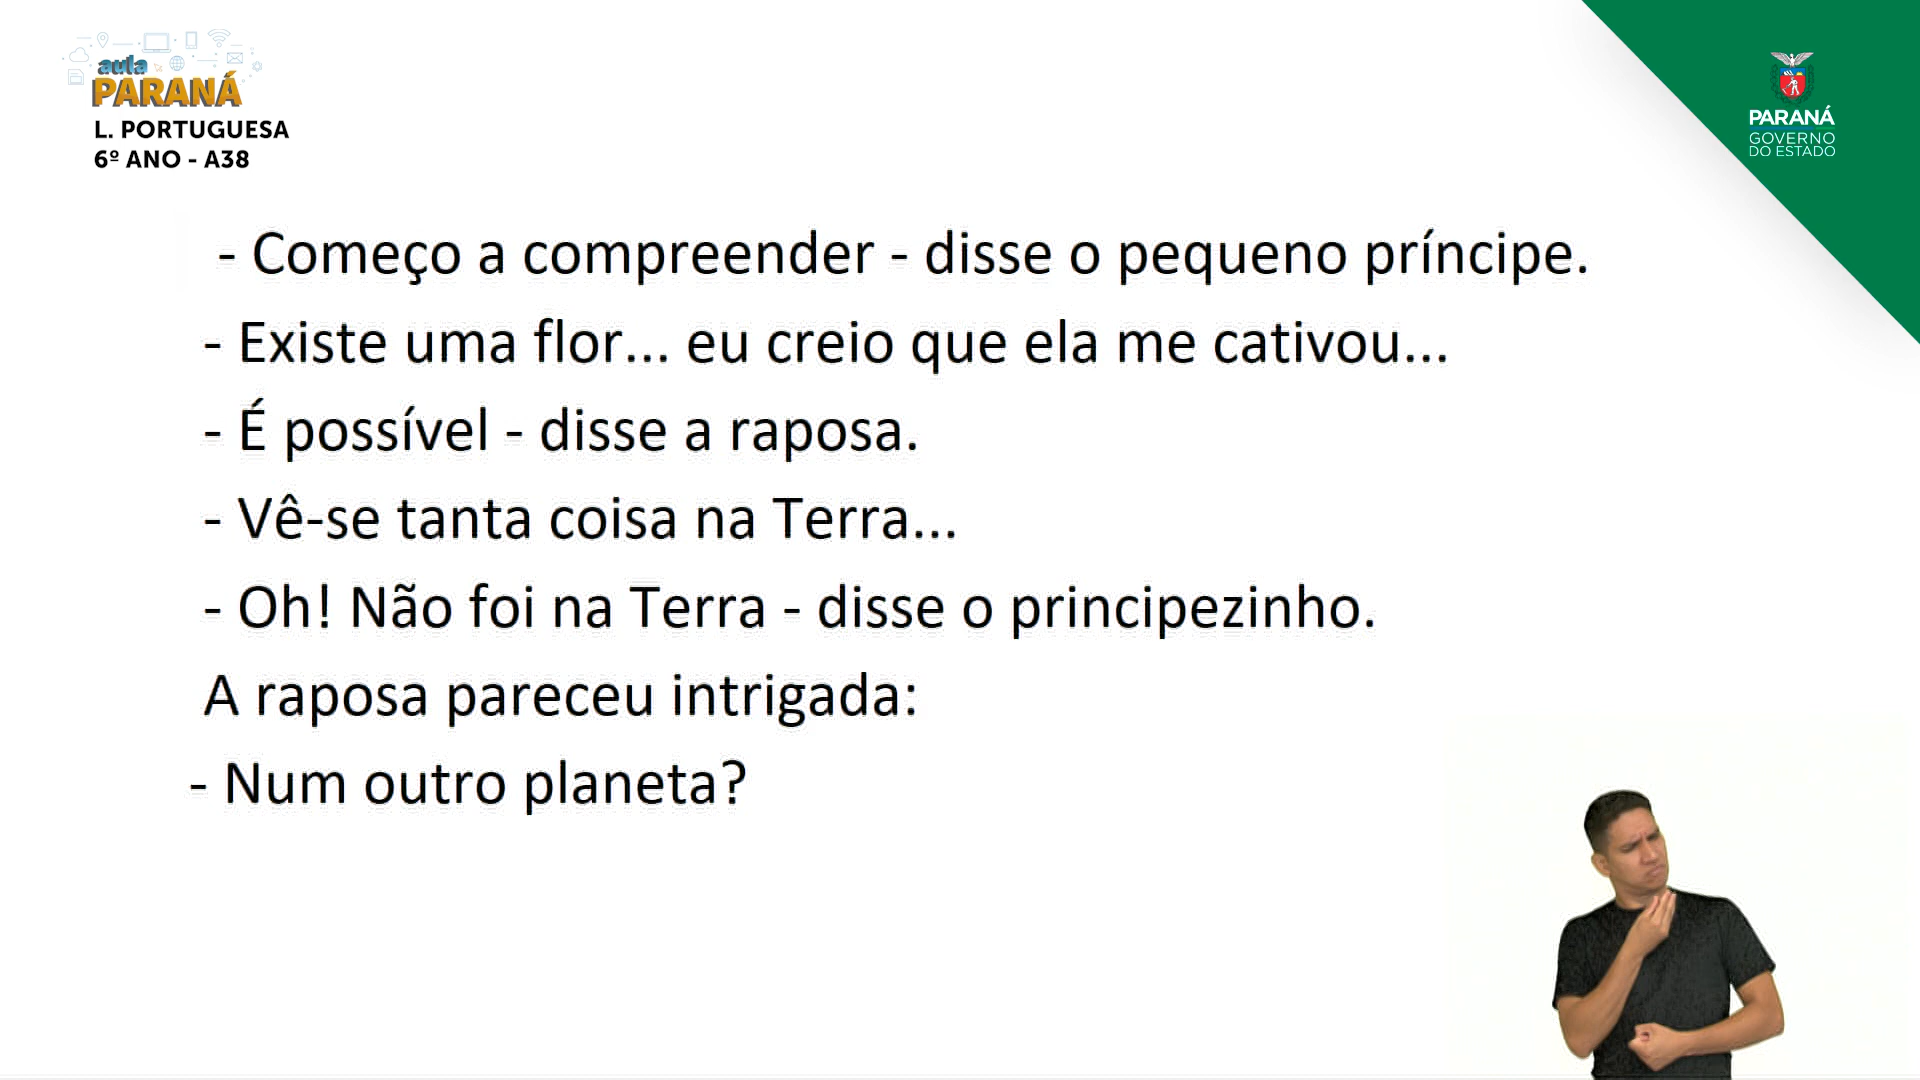 aula
PARANÁ
L. PORTUGUESA
6º ANO - A38
PARANÁ
GOVERNO
DO ESTADO
- Começo a compreender - disse o pequeno príncipe.
- Existe uma flor... eu creio que ela me cativou...
- É possível - disse a raposa.
- Vê-se tanta coisa na Terra...
- Oh! Não foi na Terra - disse o principezinho.
A raposa pareceu intrigada:
- Num outro planeta?